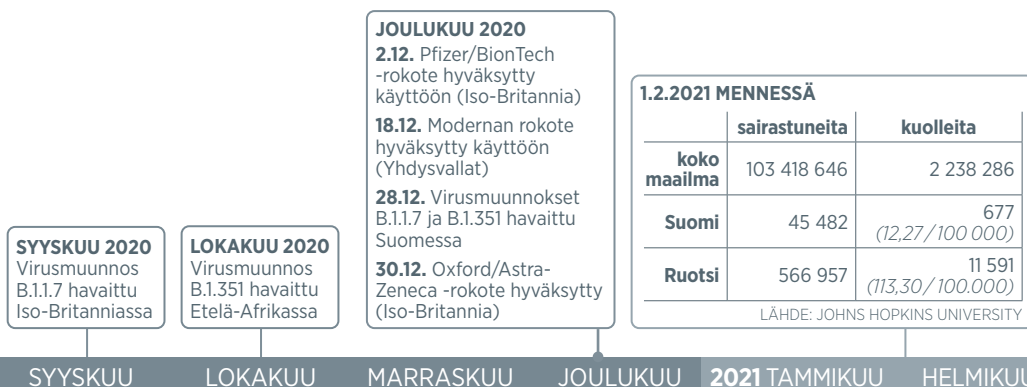 SYYSKUU 2020
Virusmuunnos
B.1.1.7 havaittu
Iso-Britanniassa
LOKAKUU 2020
Virusmuunnos
B.1.351 havaittu
Etelä-Afrikassa
JOULUKUU 2020
2.12. Pfizer/BionTech
-rokote hyväksytty
käyttöön (Iso-Britannia)
18.12. Modernan rokote
hyväksytty käyttöön
(Yhdysvallat)
28.12. Virusmuunnokset
B.1.1.7 ja B.1.351 havaittu
Suomessa
30.12. Oxford/Astra-
Zeneca -rokote hyväksytty
(Iso-Britannia)
1.2.2021 MENNESSÄ
sairastuneita kuolleita
koko
maailma 103 418 646 2 238 286
Suomi 45 482 677
(12,27/100 000)
Ruotsi 566 957 11 591
(113,30/100.000)
LÄHDE: JOHNS HOPKINS UNIVERSITY
SYYSKUU LOKAKUU MARRASKUU JOULUKUU 2021 TAMMIKUU HELMIKUU